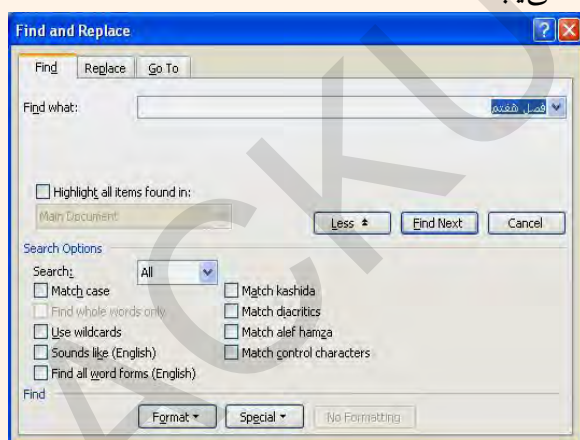 Find and Replace
Find Replace Go To
Find what: فصل هفتم
Highlight all items found in:
Main Document
Less Find Next Cancel
Search Options
Search: All
Match case Match kashida
Find whole words only Match diacritics
Use wildcards Match alef hamza
Sounds like (English) Match control characters
Find all word forms (English)
Find
Format Special No Formatting
ACKU